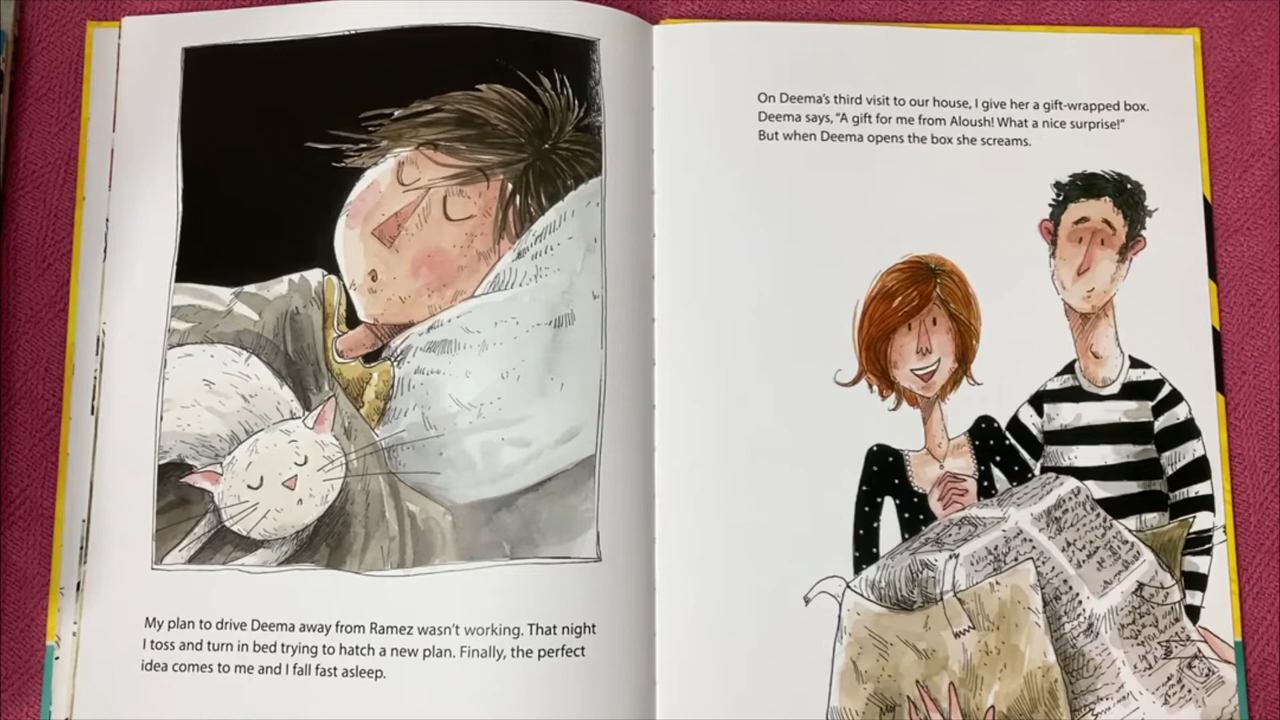 My plan to drive Deema away from Ramez wasn't working. That night
I toss and turn in bed trying to hatch a new plan. Finally, the perfect
idea comes to me and I fall fast asleep.
On Deema's third visit to our house, I give her a gift-wrapped box.
Deema says, "A gift for me from Aloush! What a nice surprise!"
But when Deema opens the box she screams.